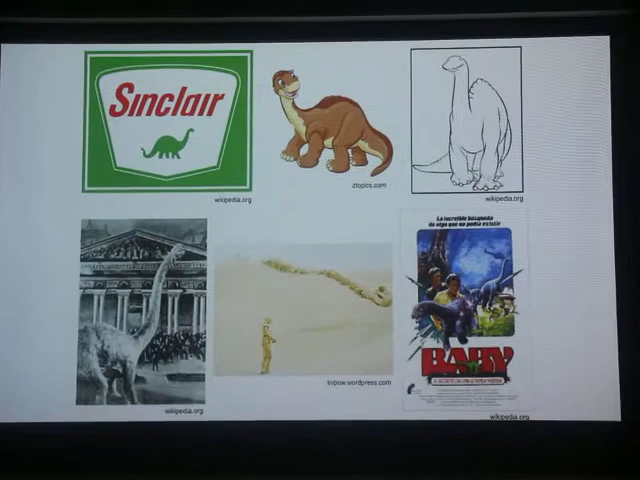 Sinclair
wikipedia.org
ztopics.com
wikipedia.org
La increíble búsqueda
de algo que no podía existir
BABY
wikipedia.org
svpow.wordpress.com
wikipedia.org